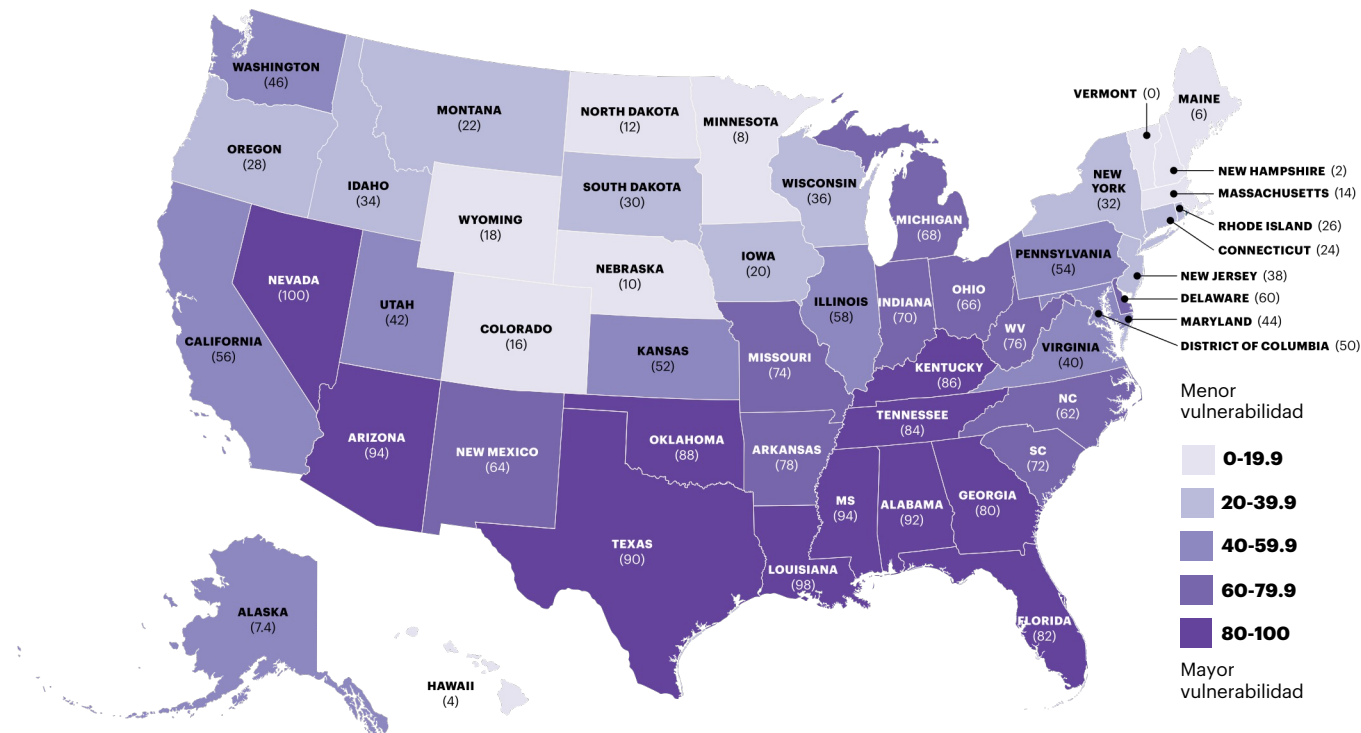 WASHINGTON
(46)
MONTANA
(22)
NORTH DAKOTA
(12)
MINNESOTA
(8)
VERMONT (0)
MAINE
(6)
OREGON
(28)
IDAHO
(34)
SOUTH DAKOTA
(30)
WISCONSIN
(36)
NEW
YORK
(32)
NEW HAMPSHIRE (2)
MASSACHUSETTS (14)
RHODE ISLAND (26)
CONNECTICUT (24)
WYOMING
(18)
MICHIGAN
(68)
IOWA
(20)
PENNSYLVANIA
(54)
NEW JERSEY (38)
DELAWARE (60)
MARYLAND (44)
DISTRICT OF COLUMBIA (50)
NEVADA
(100)
UTAH
(42)
NEBRASKA
(10)
COLORADO
(16)
ILLINOIS
(58)
INDIANA
(70)
OHIO
(66)
WV
(76)
VIRGINIA
(40)
CALIFORNIA
(56)
KANSAS
(52)
MISSOURI
(74)
KENTUCKY
(86)
NC
(62)
TENNESSEE
(84)
ARIZONA
(94)
NEW MEXICO
(64)
OKLAHOMA
(88)
ARKANSAS
(78)
SC
(72)
MS
(94)
ALABAMA
(92)
GEORGIA
(80)
TEXAS
(90)
LOUISIANA
(98)
FLORIDA
(82)
ALASKA
(7.4)
HAWAII
(4)
Menor
vulnerabilidad
0-19.9
20-39.9
40-59.9
60-79.9
80-100
Mayor
vulnerabilidad